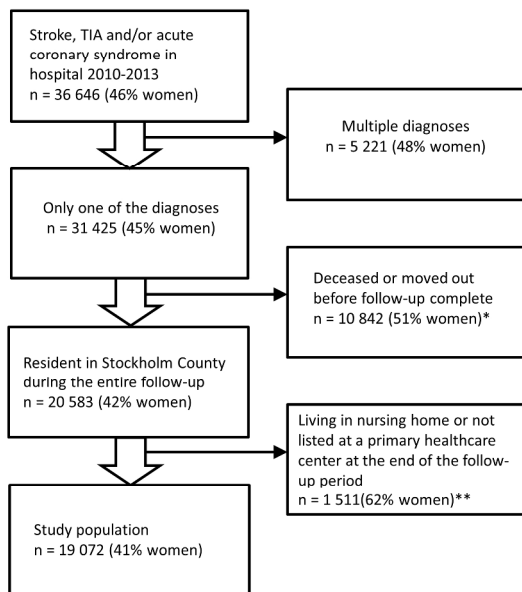 Stroke, TIA and/or acute
coronary syndrome in
hospital 2010-2013
n = 36 646 (46% women)
Multiple diagnoses
n = 5 221 (48% women)
Only one of the diagnoses
n = 31 425 (45% women)
Deceased or moved out
before follow-up complete
n = 10 842 (51% women)*
Resident in Stockholm County
during the entire follow-up
n = 20 583 (42% women)
Living in nursing home or not
listed at a primary healthcare
center at the end of the follow-
up period
n = 1 511(62% women)**
Study population
n = 19 072 (41% women)